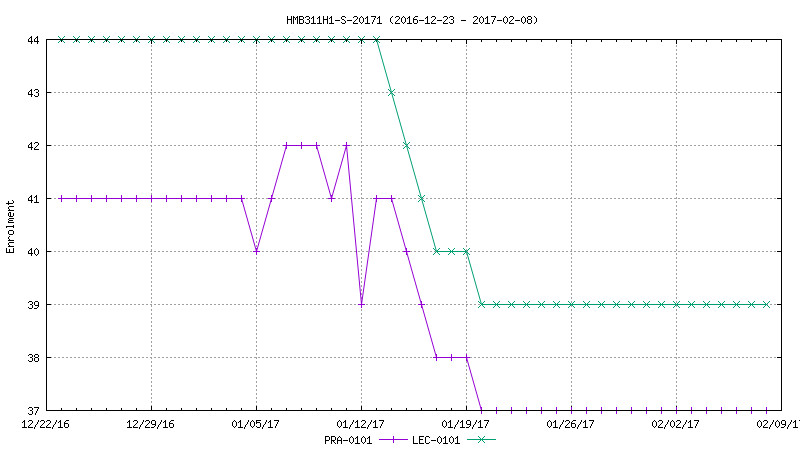 HMB311H1-S-20171 (2016-12-23 - 2017-02-08)
44
43
42
41
40
39
38
37
Enrolment
12/22/16 12/29/16 01/05/17 01/12/17 01/19/17 01/26/17 02/02/17 02/09/1
PRA-0101 LEC-0101